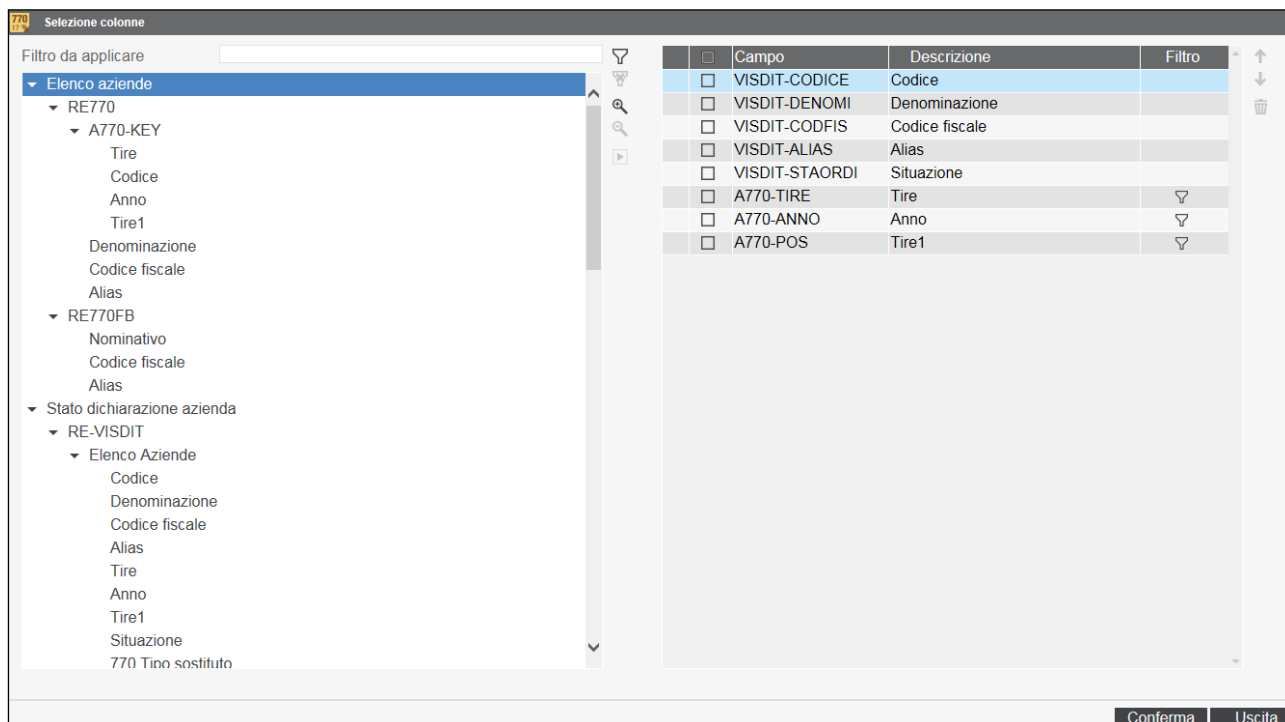 770
17.
Selezione colonne
Filtro da applicare
Elenco aziende
RE770
A770-KEY
Tire
Codice
Anno
Tire1
Denominazione
Codice fiscale
Alias
RE770FB
Nominativo
Codice fiscale
Alias
Stato dichiarazione azienda
RE-VISDIT
Elenco Aziende
Codice
Denominazione
Codice fiscale
Alias
Tire
Anno
Tire1
Situazione
770 Tipo sostituto
Campo Descrizione Filtro
VISDIT-CODICE Codice
VISDIT-DENOMI Denominazione
VISDIT-CODFIS Codice fiscale
VISDIT-ALIAS Alias
VISDIT-STAORDI Situazione
A770-TIRE Tire
A770-ANNO Anno
A770-POS Tire1
Conferma Uscita